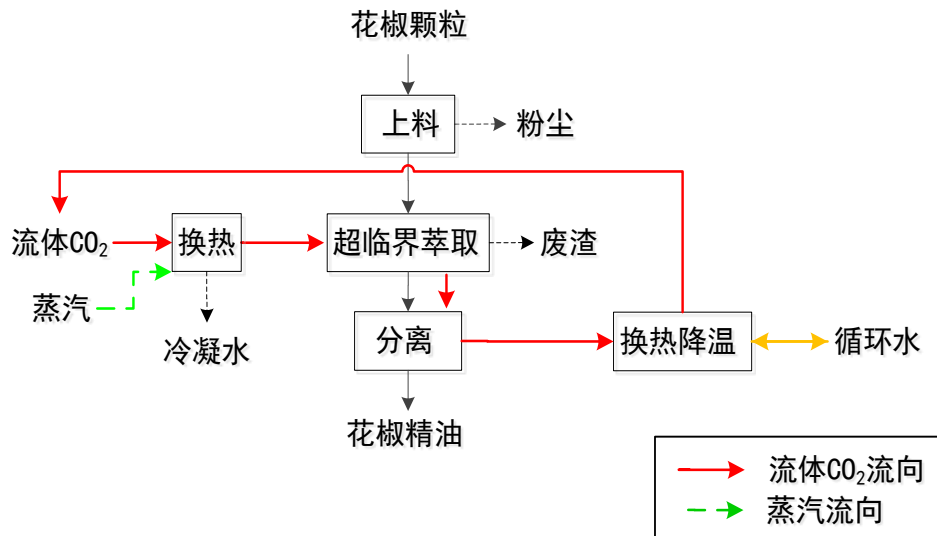 花椒颗粒
上料
粉尘
流体CO₂
换热
超临界萃取
废渣
蒸汽
冷凝水
分离
换热降温
循环水
花椒精油
流体CO₂流向
蒸汽流向